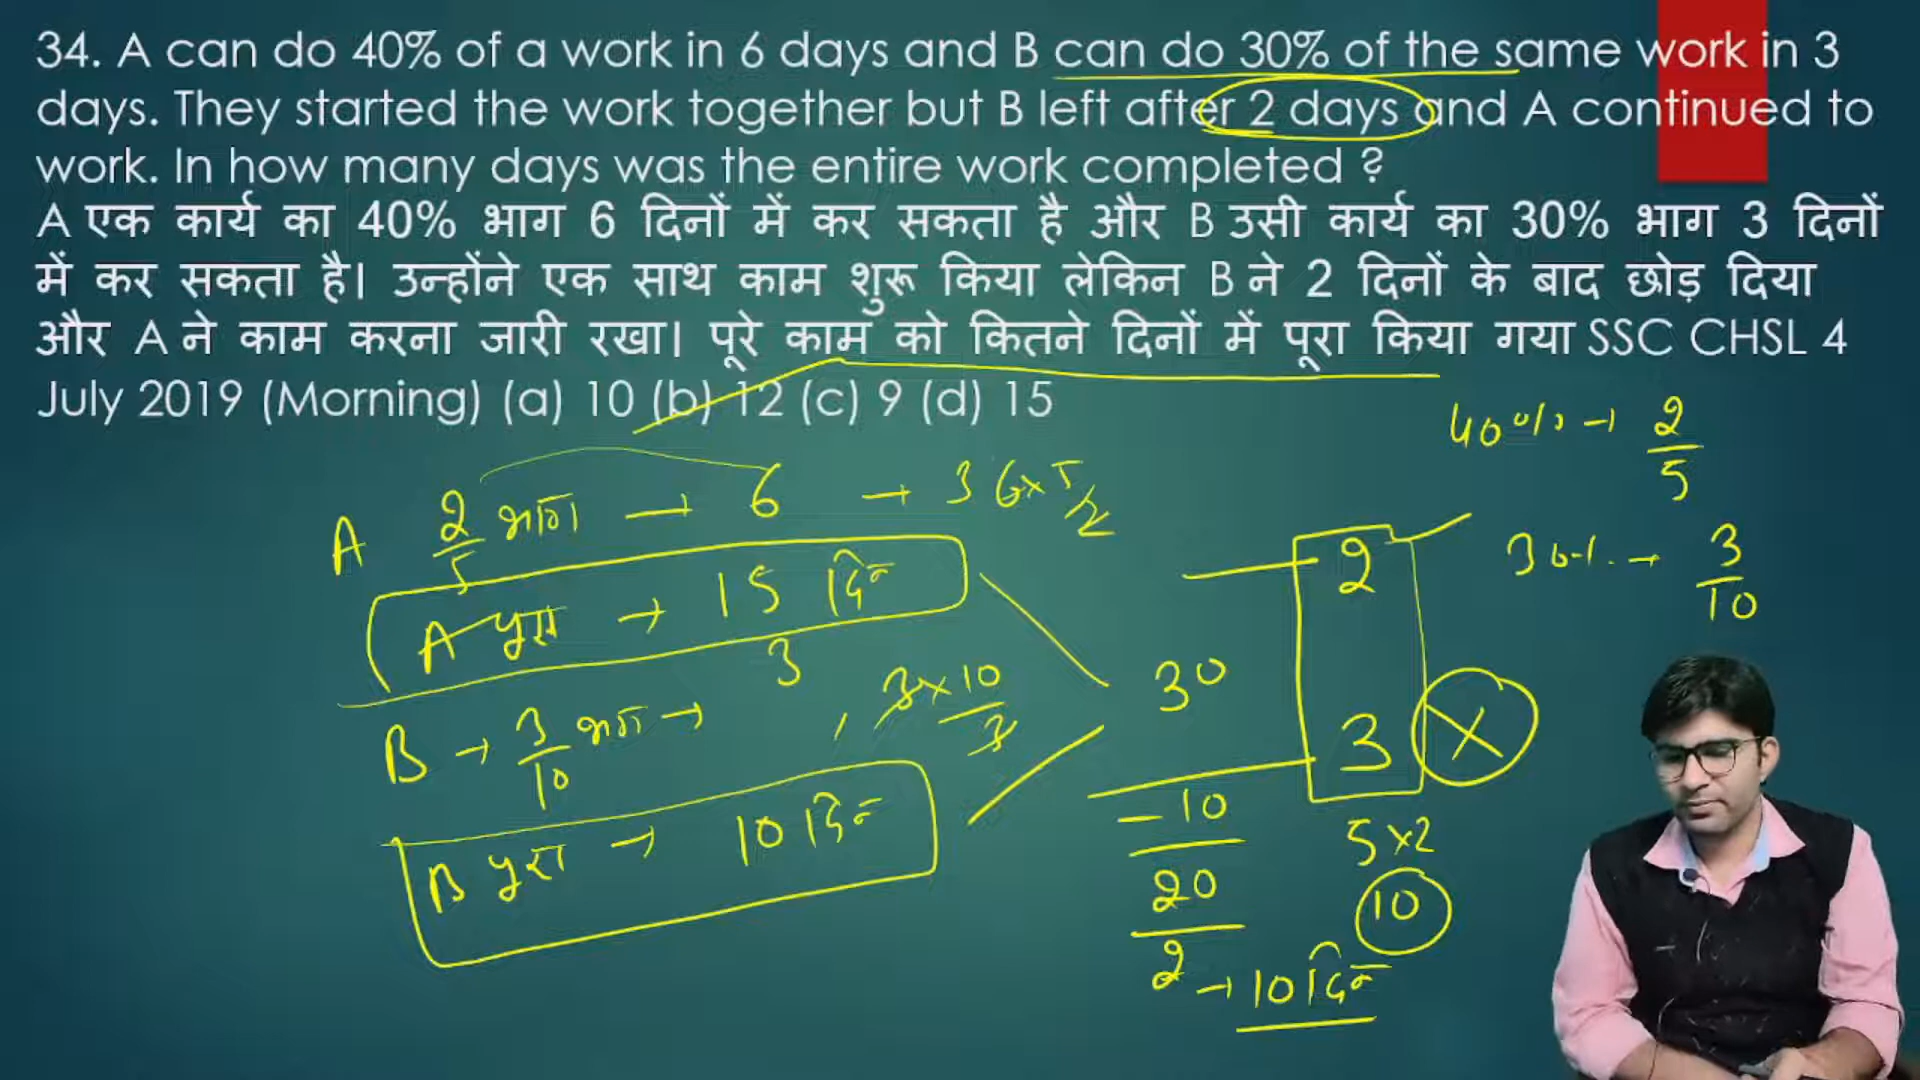 34. A can do 40% of a work in 6 days and B can do 30% of the same work in 3
days. They started the work together but B left after 2 days and A continued to
work. In how many days was the entire work completed ?
A एक कार्य का 40% भाग 6 दिनों में कर सकता है और B उसी कार्य का 30% भाग 3 दिनों
में कर सकता है। उन्होंने एक साथ काम शुरू किया लेकिन B ने 2 दिनों के बाद छोड़ दिया
और A ने काम करना जारी रखा। पूरे काम को कितने दिनों में पूरा किया गया SSC CHSL 4
July 2019 (Morning) (a) 10 (b) 12 (c) 9 (d) 15
40% → 2/5
A 2/5 भाग → 6 → 3 6×5/2
30% → 3/10
A पूरा → 15 दिन
2
3
B → 3/10 भाग → , 3×10/3
30
3 ×
B पूरा → 10 दिन
-10
5×2
20
10
2 → 10 दिन